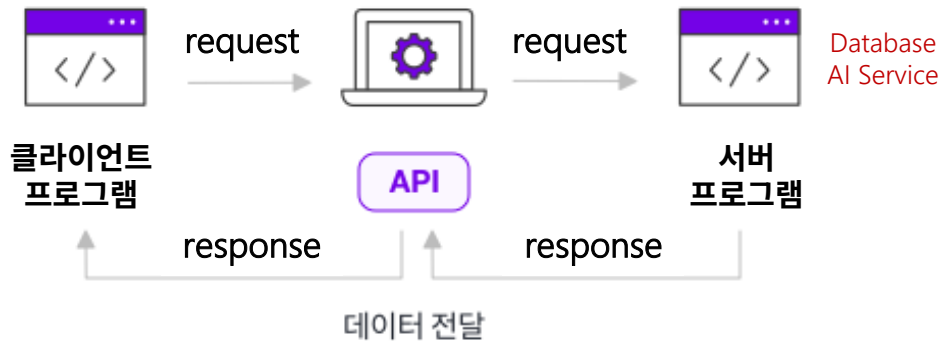 request
request
Database
AI Service
</>
</>
클라이언트
프로그램
API
서버
프로그램
response
response
데이터 전달